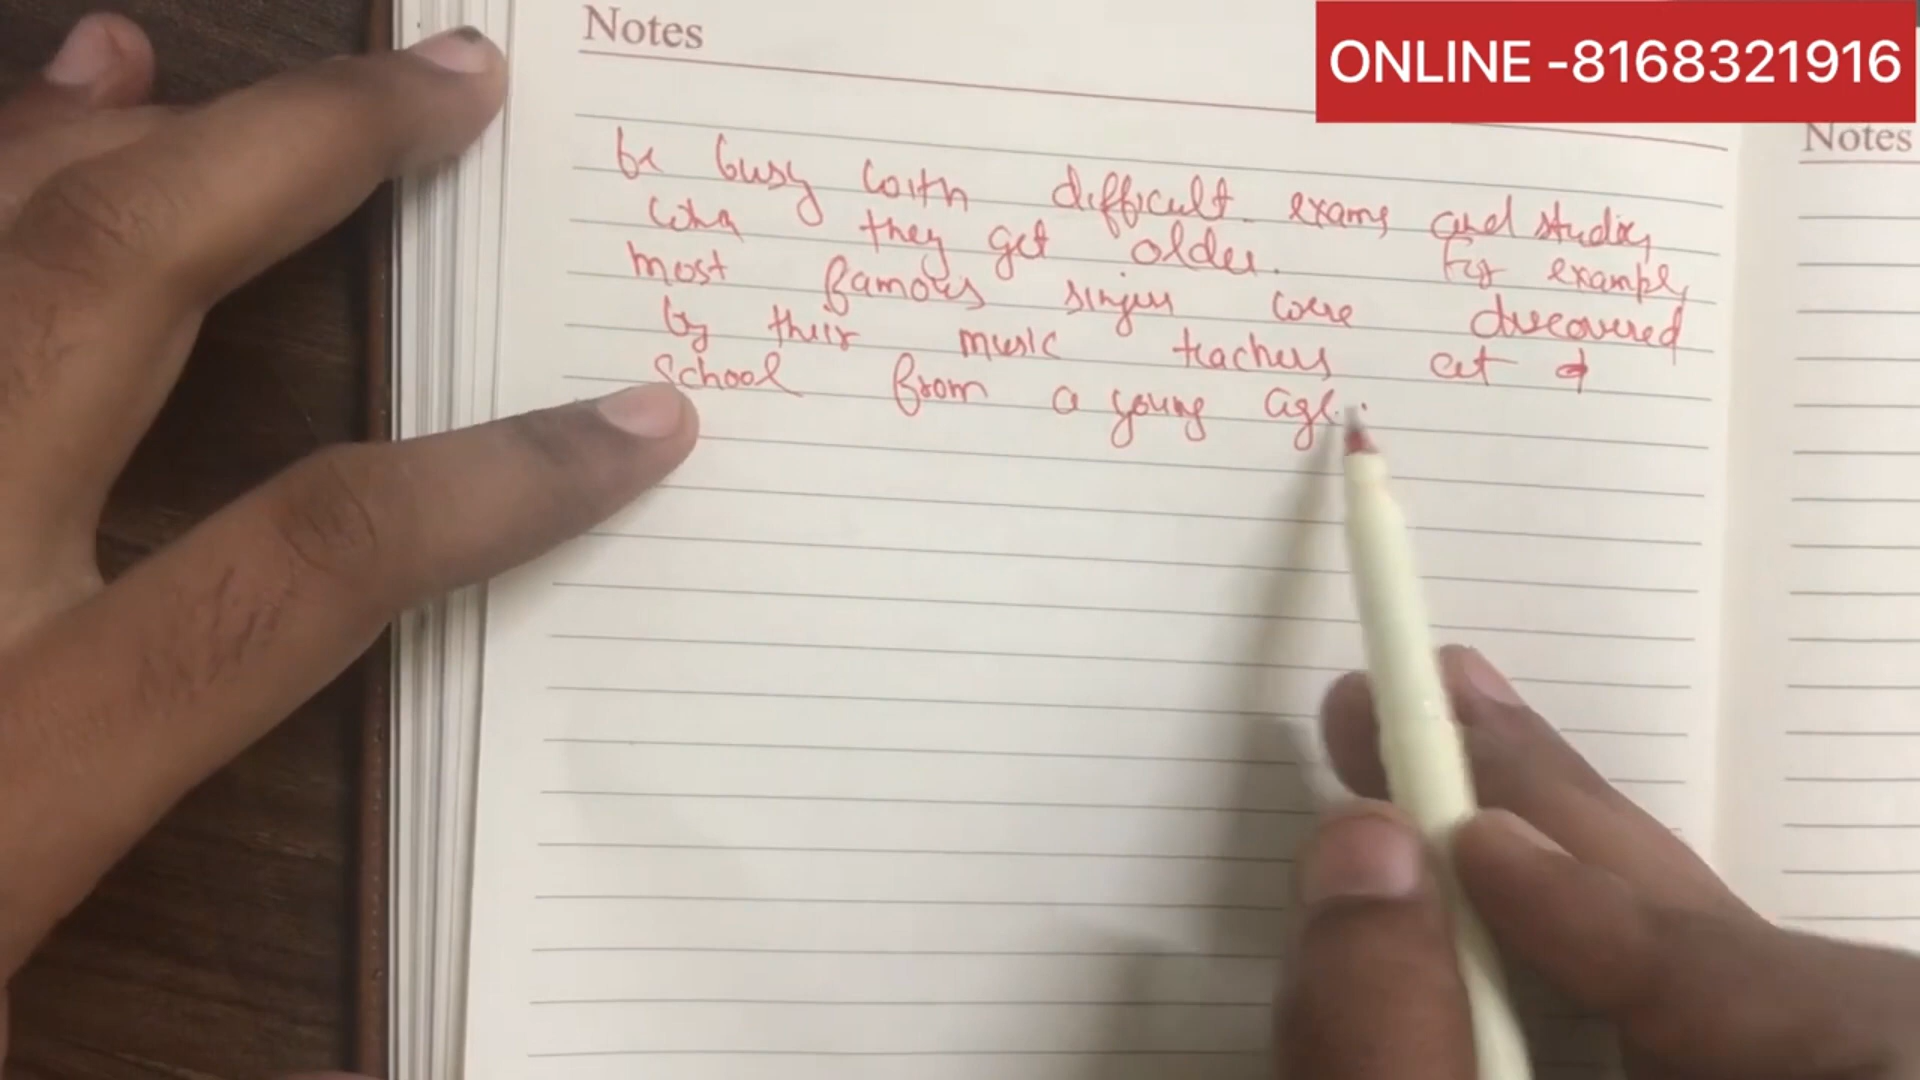 Notes
ONLINE -8168321916
Notes
be busy with difficult exams and studies
when they get older. For example,
most famous singers were discovered
by their music teachers at
School from a young age.